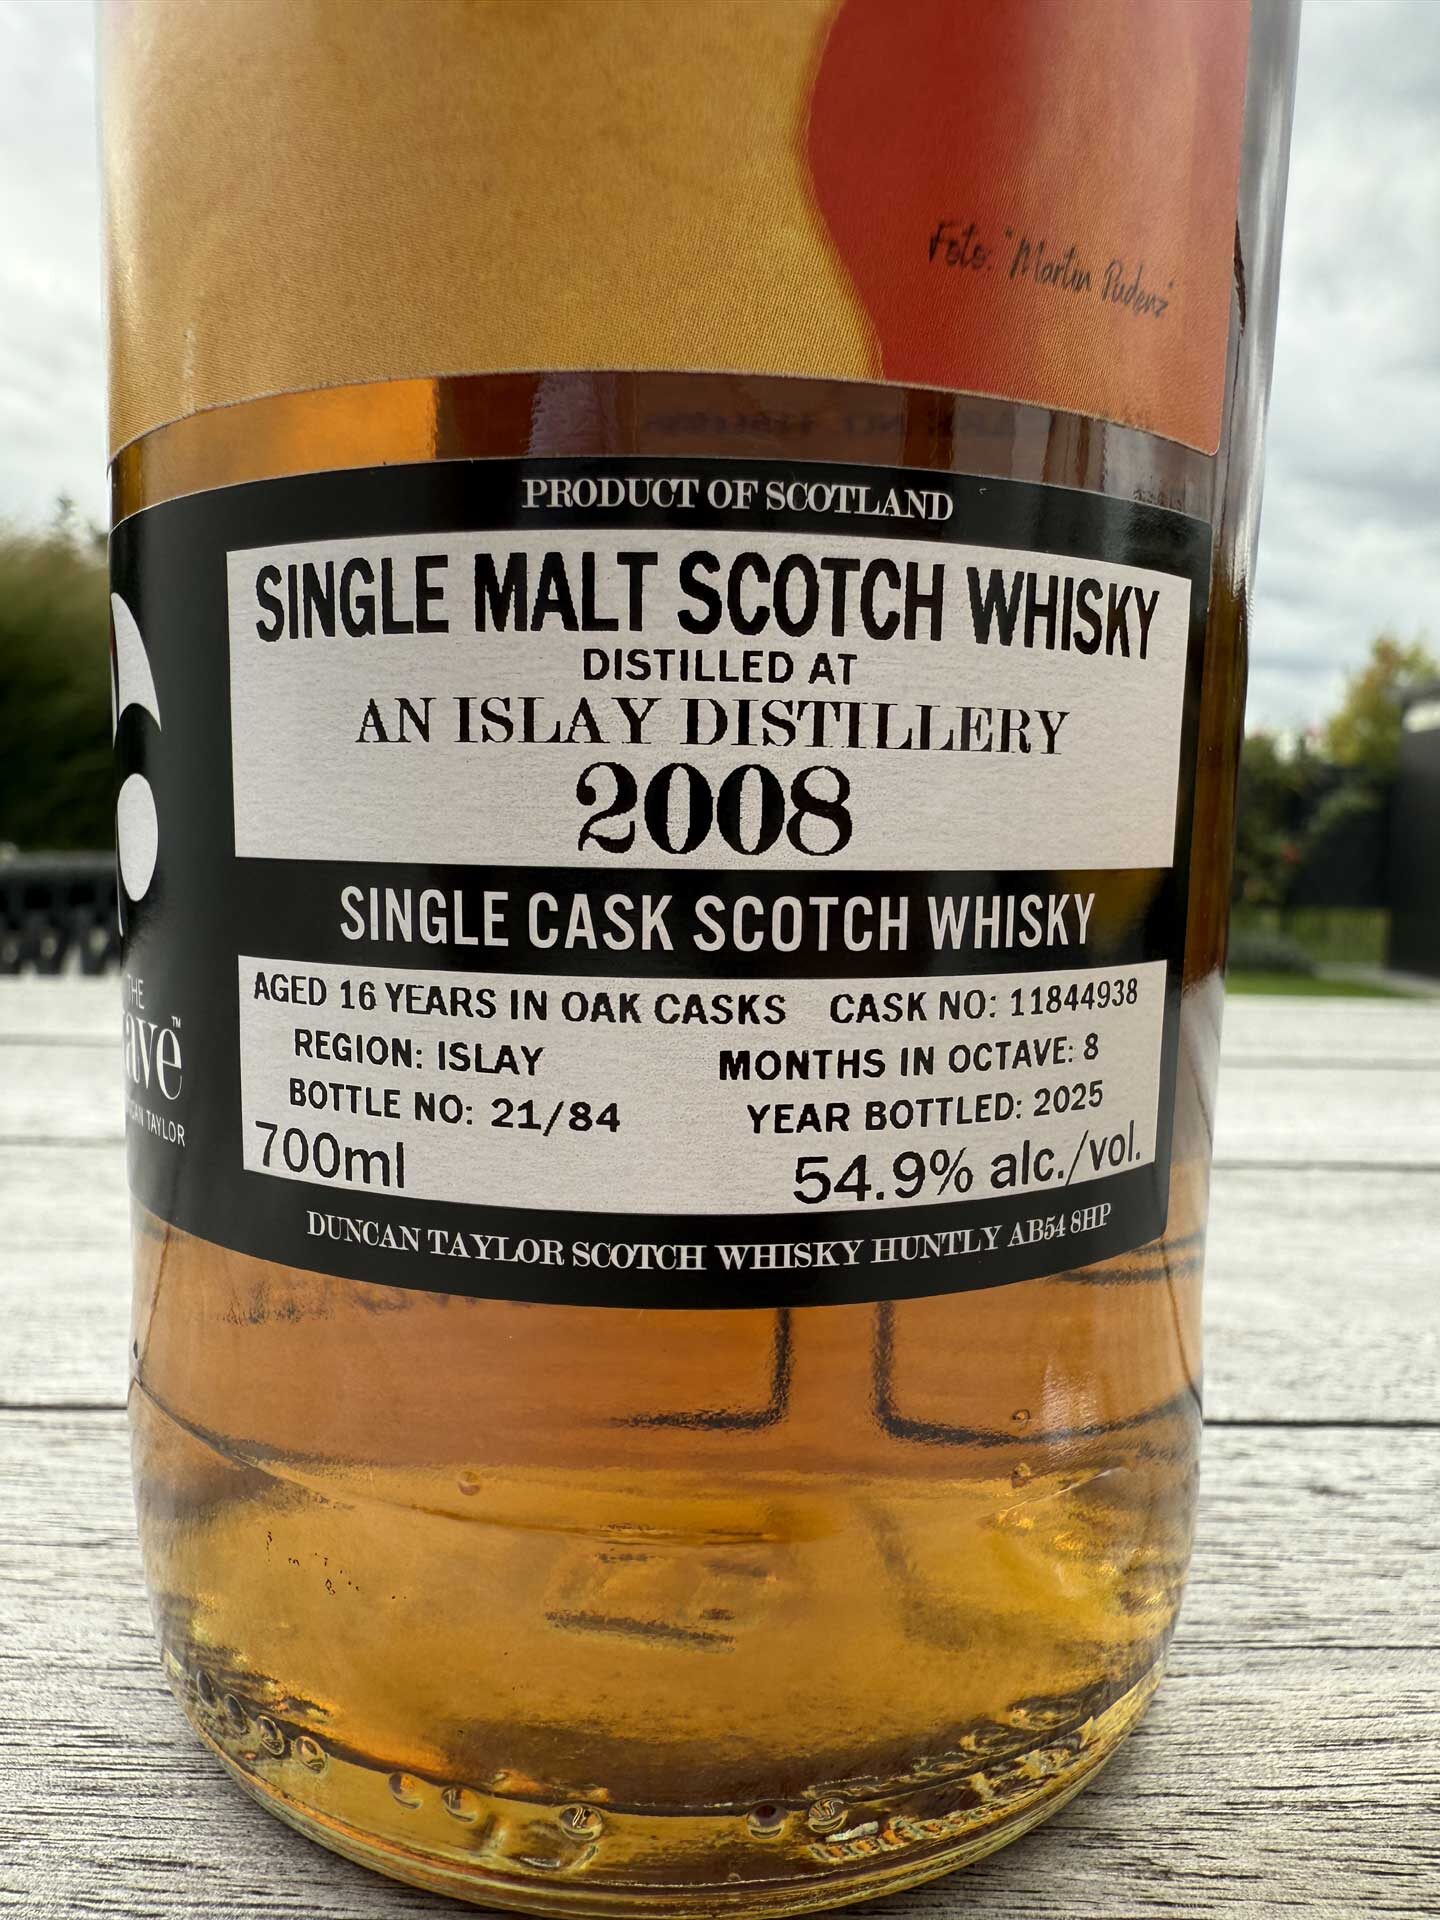 Foto: "Martin Pudenz"
PRODUCT OF SCOTLAND
SINGLE MALT SCOTCH WHISKY
DISTILLED AT
AN ISLAY DISTILLERY
2008
SINGLE CASK SCOTCH WHISKY
AGED 16 YEARS IN OAK CASKS CASK NO: 11844938
REGION: ISLAY MONTHS IN OCTAVE: 8
BOTTLE NO: 21/84 YEAR BOTTLED: 2025
700ml 54.9% alc./vol.
DUNCAN TAYLOR SCOTCH WHISKY HUNTLY AB54 8HP
THE
TAYLOR